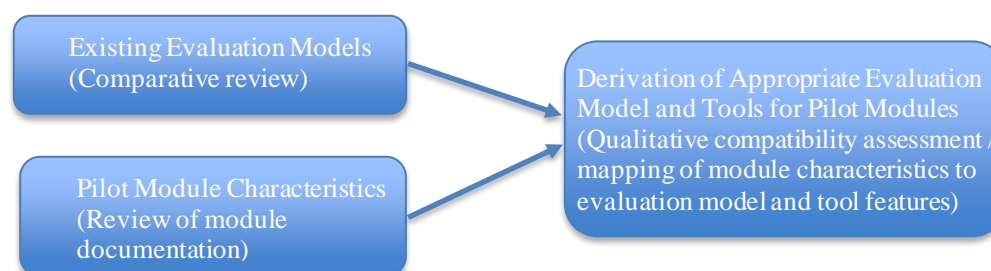 Existing Evaluation Models
(Comparative review)
Pilot Module Characteristics
(Review of module
documentation)
Derivation of Appropriate Evaluation
Model and Tools for Pilot Modules
(Qualitative compatibility assessment /
mapping of module characteristics to
evaluation model and tool features)